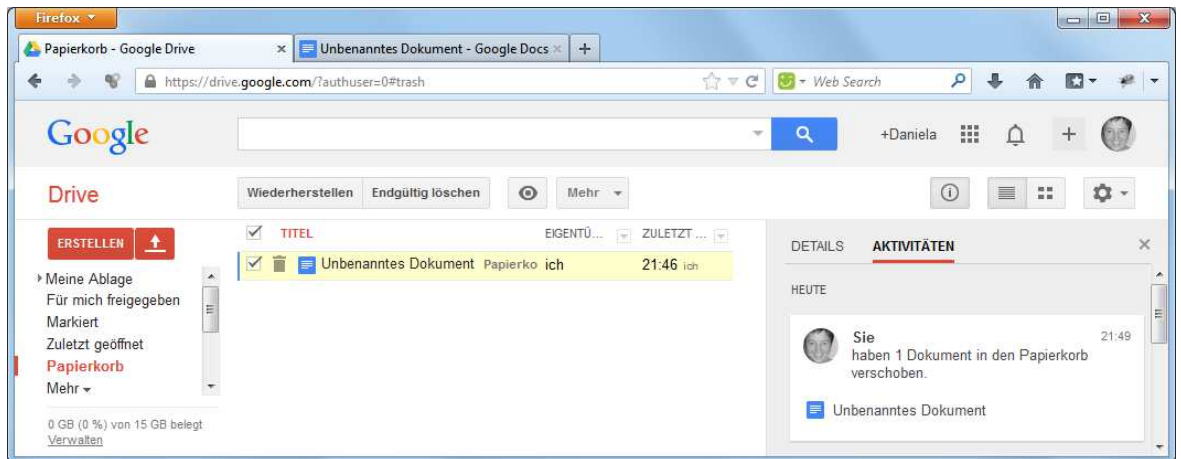 Firefox
Papierkorb - Google Drive
Unbenanntes Dokument - Google Docs
https://drive.google.com/?authuser=0#trash
Web Search
Google
+Daniela
Drive
Wiederherstellen Endgültig löschen Mehr
ERSTELLEN
TITEL EIGENTÜ... ZULETZT ...
Unbenanntes Dokument Papierko ich 21:46 ich
Meine Ablage
Für mich freigegeben
Markiert
Zuletzt geöffnet
Papierkorb
Mehr
0 GB (0 %) von 15 GB belegt
Verwalten
DETAILS AKTIVITÄTEN
HEUTE
Sie 21:49
haben 1 Dokument in den Papierkorb
verschoben.
Unbenanntes Dokument